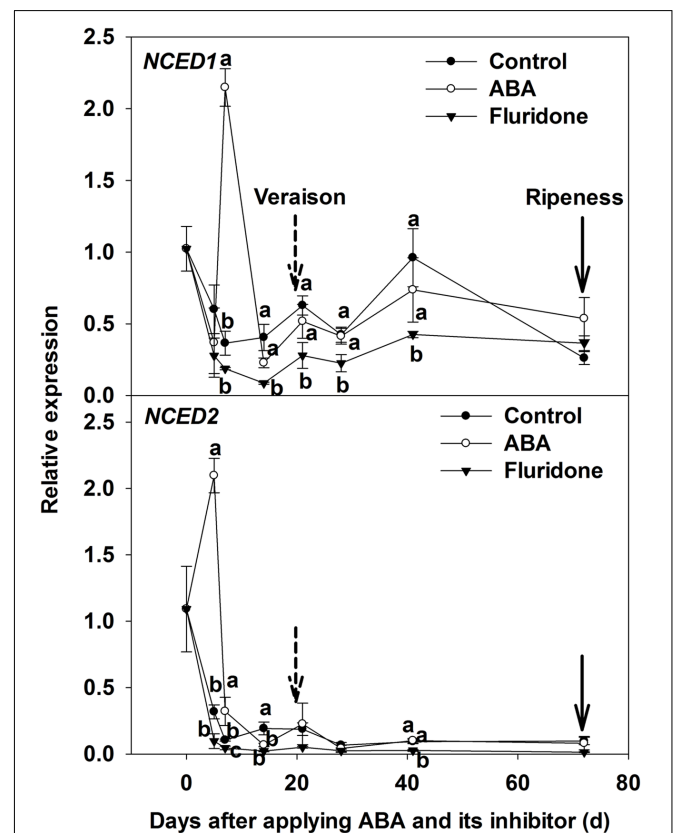 2.5
NCED1
a
Control
ABA
Fluridone
2.0
1.5
Veraison
Ripeness
1.0
a
a
a
a
b
0.5
a
a
a
a
b
b
b
b
b
0.0
Relative expression
NCED2
Control
ABA
Fluridone
2.5
a
2.0
1.5
1.0
b
a
0.5
a
a
a
b
b
b
c
b
b
0.0
0
20
40
60
80
Days after applying ABA and its inhibitor (d)